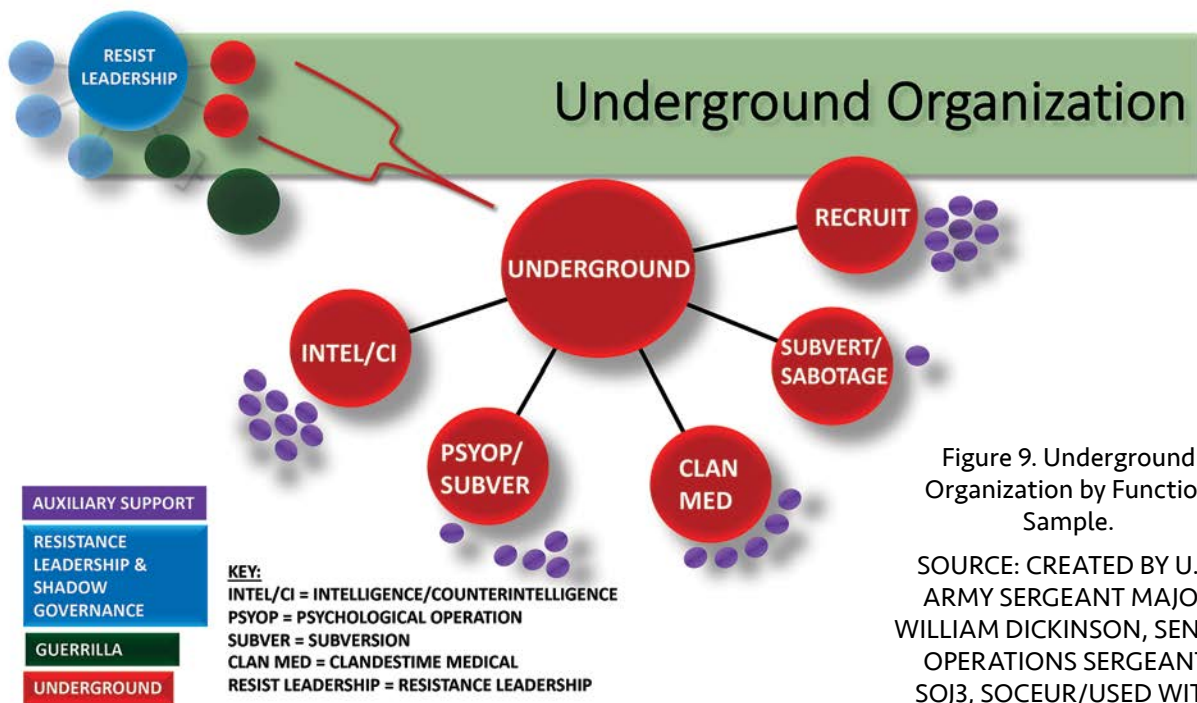 RESIST
LEADERSHIP
Underground Organization
RECRUIT
UNDERGROUND
INTEL/CI
SUBVERT/
SABOTAGE
PSYOP/
SUBVER
CLAN
MED
AUXILIARY SUPPORT
RESISTANCE
LEADERSHIP &
SHADOW
GOVERNANCE
GUERRILLA
UNDERGROUND
KEY:
INTEL/CI = INTELLIGENCE/COUNTERINTELLIGENCE
PSYOP = PSYCHOLOGICAL OPERATION
SUBVER = SUBVERSION
CLAN MED = CLANDESTIME MEDICAL
RESIST LEADERSHIP = RESISTANCE LEADERSHIP
Figure 9. Underground
Organization by Functio
Sample.
SOURCE: CREATED BY U.
ARMY SERGEANT MAJO
WILLIAM DICKINSON, SEN
OPERATIONS SERGEANT
SOJ3, SOCEUR/USED WIT